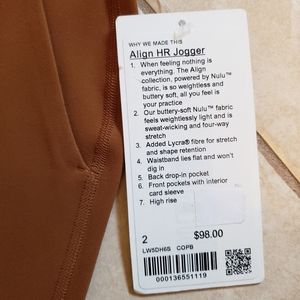 WHY WE MADE THIS
Align HR Jogger
1. When feeling nothing is
everything. The Align
collection, powered by Nulu™
fabric, is so weightless and
buttery soft, all you feel is
your practice
2. Our buttery-soft Nulu™ fabric
feels weightlessly light and is
sweat-wicking and four-way
stretch
3. Added Lycra® fibre for stretch
and shape retention
4. Waistband lies flat and won't
dig in
5. Back drop-in pocket
6. Front pockets with interior
card sleeve
7. High rise
2 $98.00
LW5DH6S COPB
000136551119